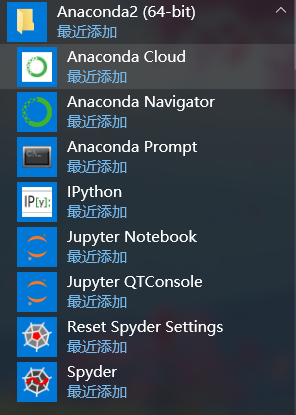 Anaconda2 (64-bit)
最近添加
Anaconda Cloud
最近添加
Anaconda Navigator
最近添加
Anaconda Prompt
最近添加
IP[y]:
IPython
最近添加
Jupyter Notebook
最近添加
Jupyter QTConsole
最近添加
Reset Spyder Settings
最近添加
Spyder
最近添加